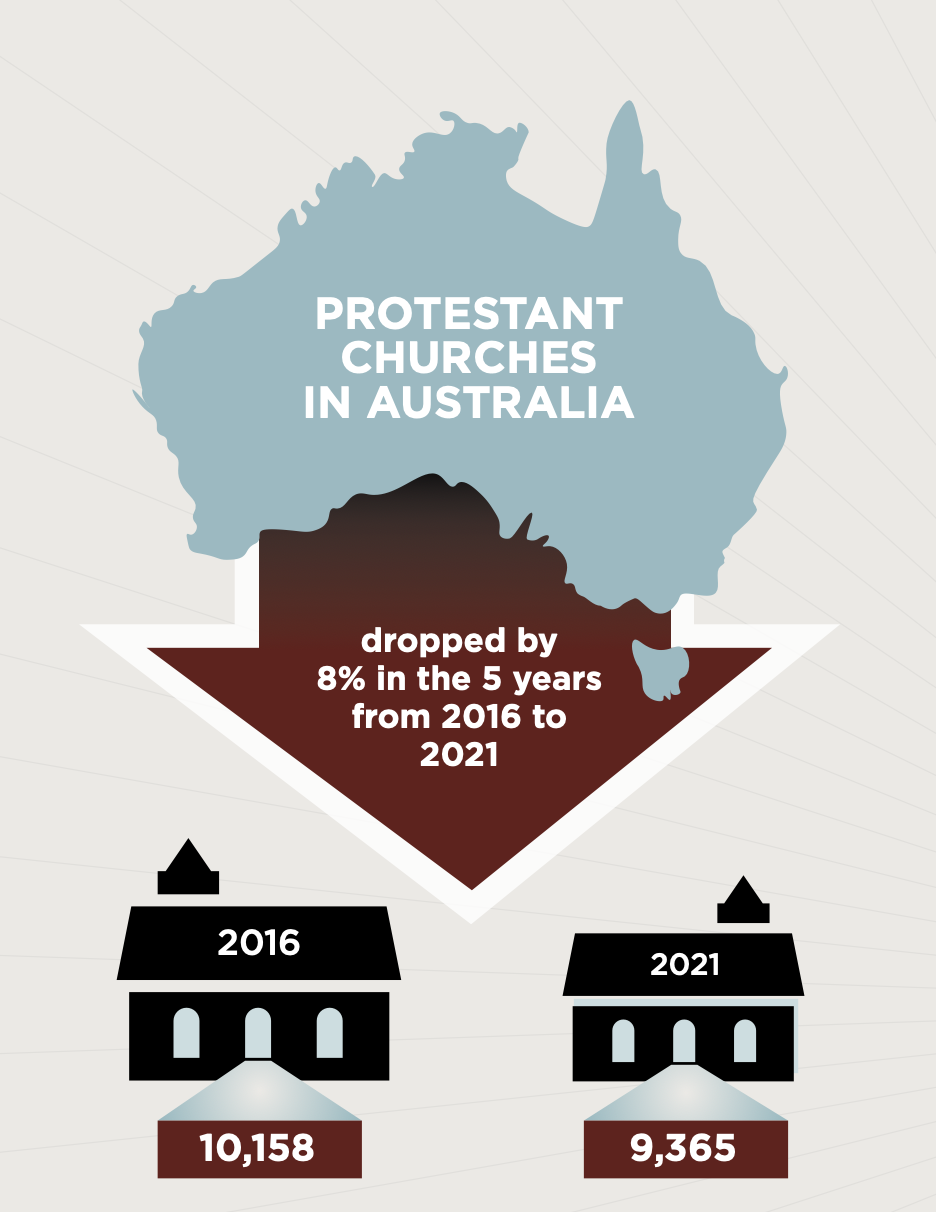 PROTESTANT
CHURCHES
IN AUSTRALIA
dropped by
8% in the 5 years
from 2016 to
2021
2016
2021
10,158
9,365